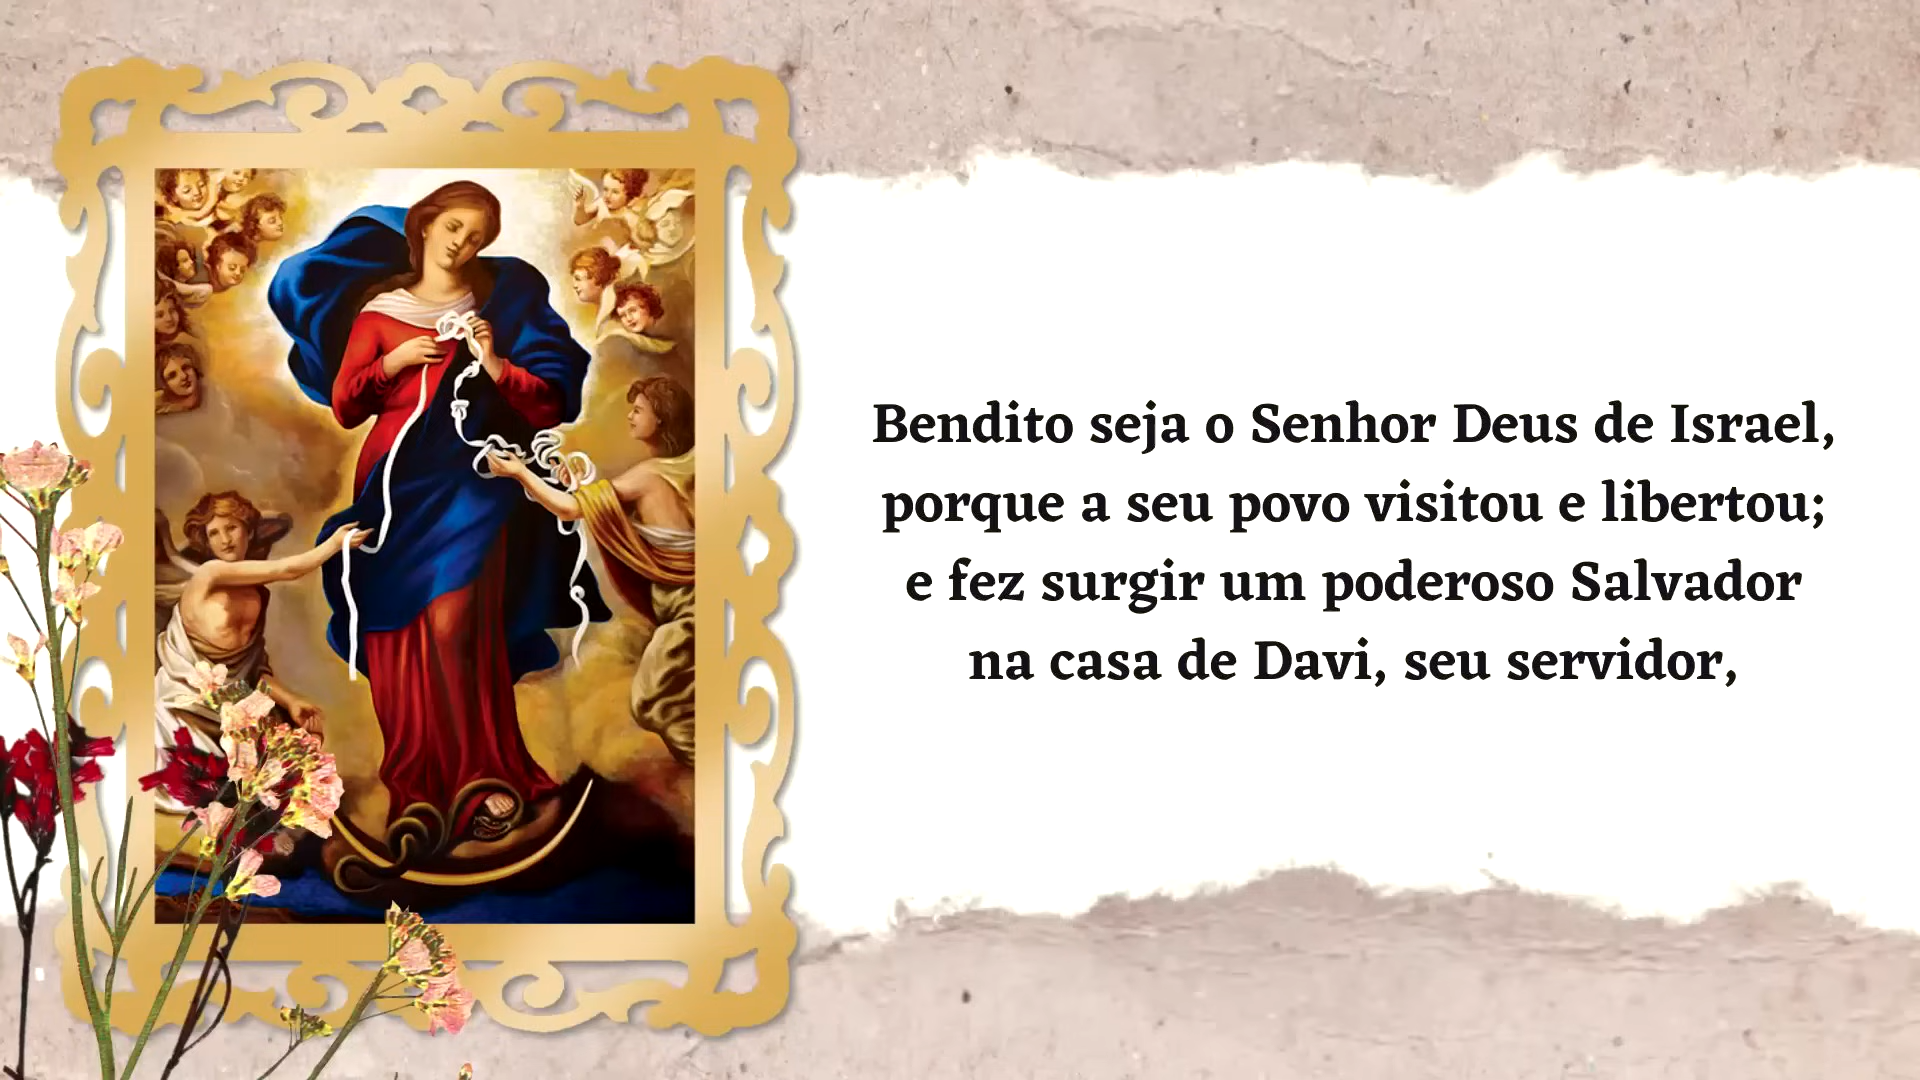 Bendito seja o Senhor Deus de Israel,
porque a seu povo visitou e libertou;
e fez surgir um poderoso Salvador
na casa de Davi, seu servidor,